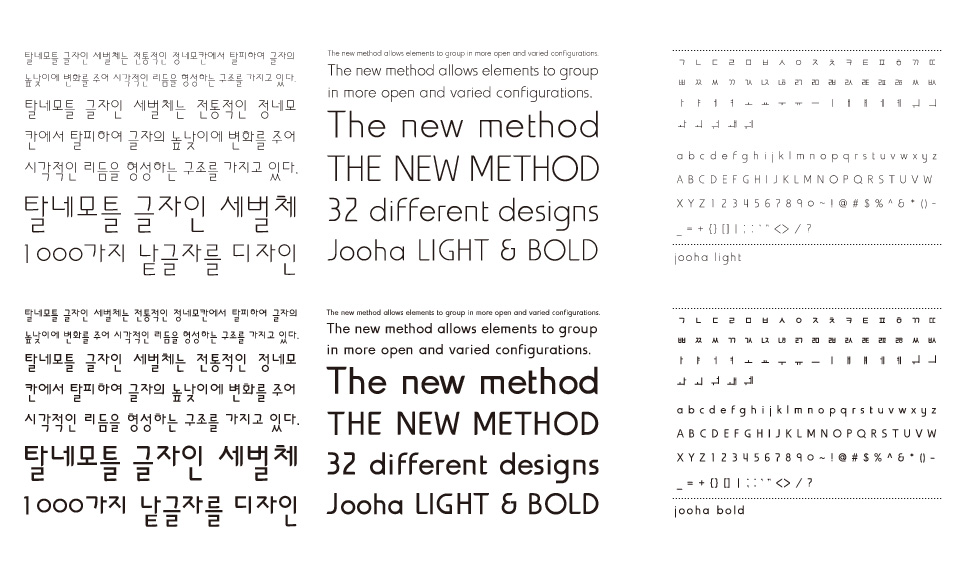 탈네모틀 글자인 세벌체는 전통적인 정네모칸에서 탈피하여 글자의
높낮이에 변화를 주어 시각적인 리듬을 형성하는 구조를 가지고 있다.
탈네모틀 글자인 세벌체는 전통적인 정네모
칸에서 탈피하여 글자의 높낮이에 변화를 주어
시각적인 리듬을 형성하는 구조를 가지고 있다.
탈네모틀 글자인 세벌체
1000가지 낱글자를 디자인
The new method allows elements to group in more open and varied configurations.
The new method allows elements to group
in more open and varied configurations.
The new method
THE NEW METHOD
32 different designs
Jooha LIGHT & BOLD
ㄱ ㄴ ㄷ ㄹ ㅁ ㅂ ㅅ ㅇ ㅈ ㅊ ㅋ ㅌ ㅍ ㅎ ㄲ ㄸ
a b c d e f g h i j k l m n o p q r s t u v w x y z
A B C D E F G H I J K L M N O P Q R S T U V W
X Y Z 1 2 3 4 5 6 7 8 9 0 ~ ! @ # $ % ^ & * () -
_ = + {} [] | ; : ` " <> / ?
jooha light
탈네모틀 글자인 세벌체는 전통적인 정네모칸에서 탈피하여 글자의
높낮이에 변화를 주어 시각적인 리듬을 형성하는 구조를 가지고 있다.
탈네모틀 글자인 세벌체는 전통적인 정네모
칸에서 탈피하여 글자의 높낮이에 변화를 주어
시각적인 리듬을 형성하는 구조를 가지고 있다.
탈네모틀 글자인 세벌체
1000가지 낱글자를 디자인
The new method allows elements to group in more open and varied configurations.
The new method allows elements to group
in more open and varied configurations.
The new method
THE NEW METHOD
32 different designs
Jooha LIGHT & BOLD
ㄱ ㄴ ㄷ ㄹ ㅁ ㅂ ㅅ ㅇ ㅈ ㅊ ㅋ ㅌ ㅍ ㅎ ㄲ ㄸ
a b c d e f g h i j k l m n o p q r s t u v w x y z
A B C D E F G H I J K L M N O P Q R S T U V W
X Y Z 1 2 3 4 5 6 7 8 9 0 ~ ! @ # $ % ^ & * () -
_ = + {} [] | ; : ` " <> / ?
jooha bold